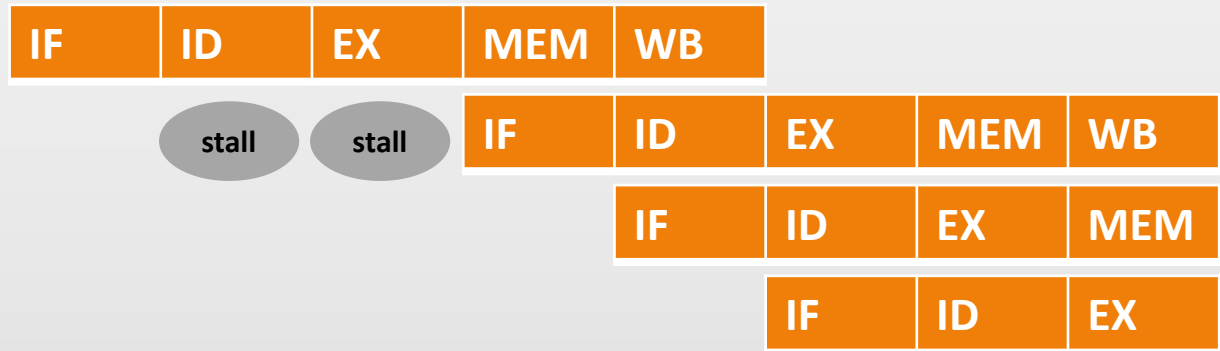 IF ID EX MEM WB
stall stall IF ID EX MEM WB
IF ID EX MEM
IF ID EX